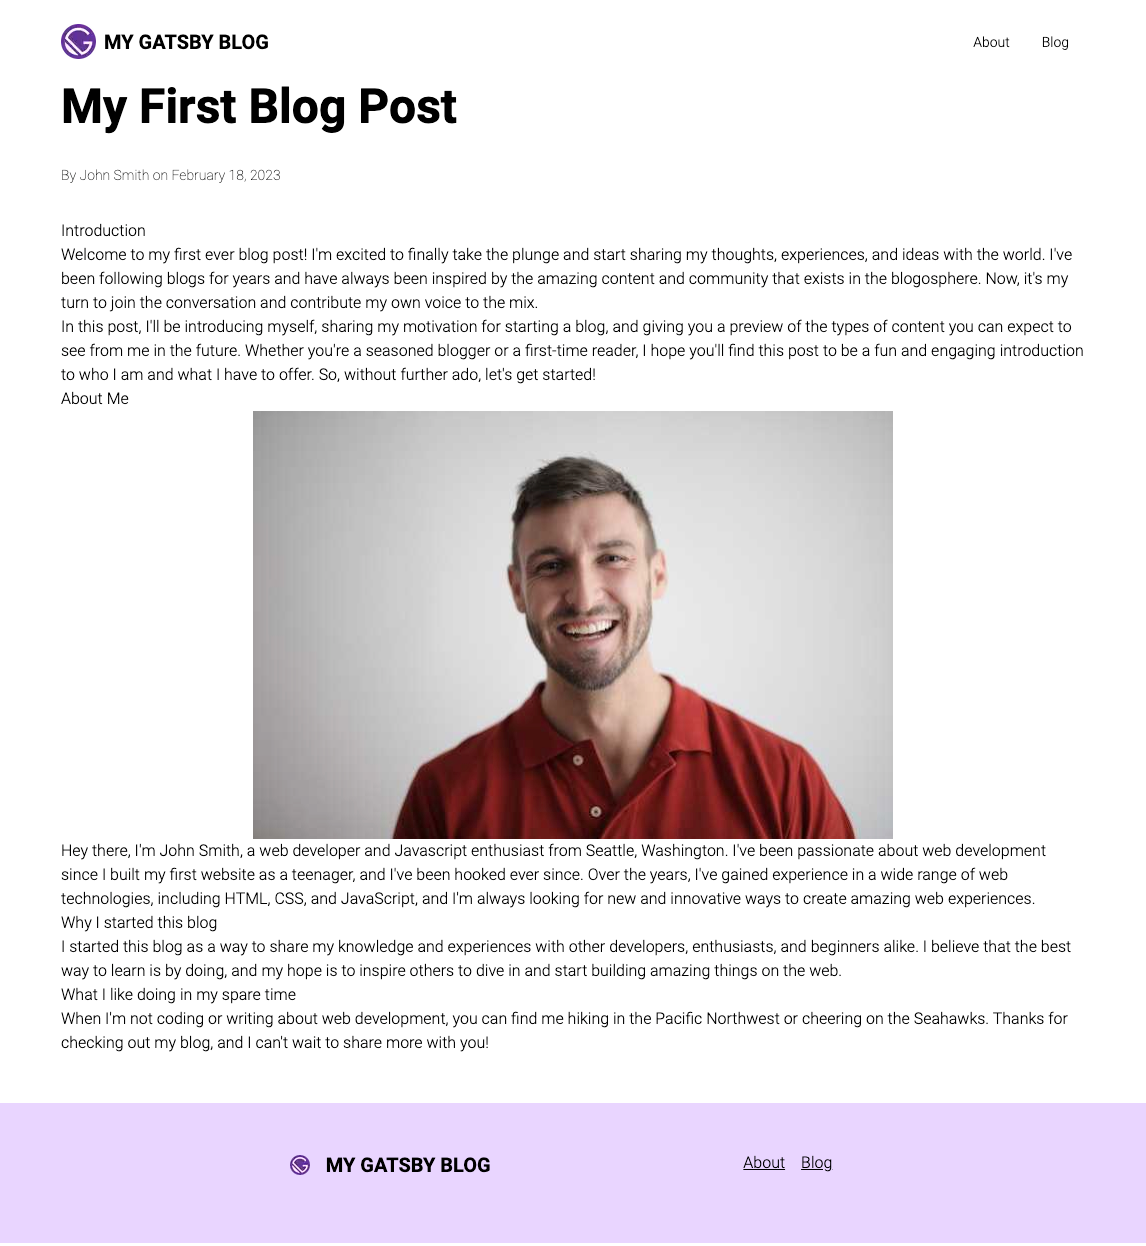 MY GATSBY BLOG
About Blog
My First Blog Post
By John Smith on February 18, 2023
Introduction
Welcome to my first ever blog post! I'm excited to finally take the plunge and start sharing my thoughts, experiences, and ideas with the world. I've
been following blogs for years and have always been inspired by the amazing content and community that exists in the blogosphere. Now, it's my
turn to join the conversation and contribute my own voice to the mix.
In this post, I'll be introducing myself, sharing my motivation for starting a blog, and giving you a preview of the types of content you can expect to
see from me in the future. Whether you're a seasoned blogger or a first-time reader, I hope you'll find this post to be a fun and engaging introduction
to who I am and what I have to offer. So, without further ado, let's get started!
About Me
Hey there, I'm John Smith, a web developer and Javascript enthusiast from Seattle, Washington. I've been passionate about web development
since I built my first website as a teenager, and I've been hooked ever since. Over the years, I've gained experience in a wide range of web
technologies, including HTML, CSS, and JavaScript, and I'm always looking for new and innovative ways to create amazing web experiences.
Why I started this blog
I started this blog as a way to share my knowledge and experiences with other developers, enthusiasts, and beginners alike. I believe that the best
way to learn is by doing, and my hope is to inspire others to dive in and start building amazing things on the web.
What I like doing in my spare time
When I'm not coding or writing about web development, you can find me hiking in the Pacific Northwest or cheering on the Seahawks. Thanks for
checking out my blog, and I can't wait to share more with you!
MY GATSBY BLOG
About Blog